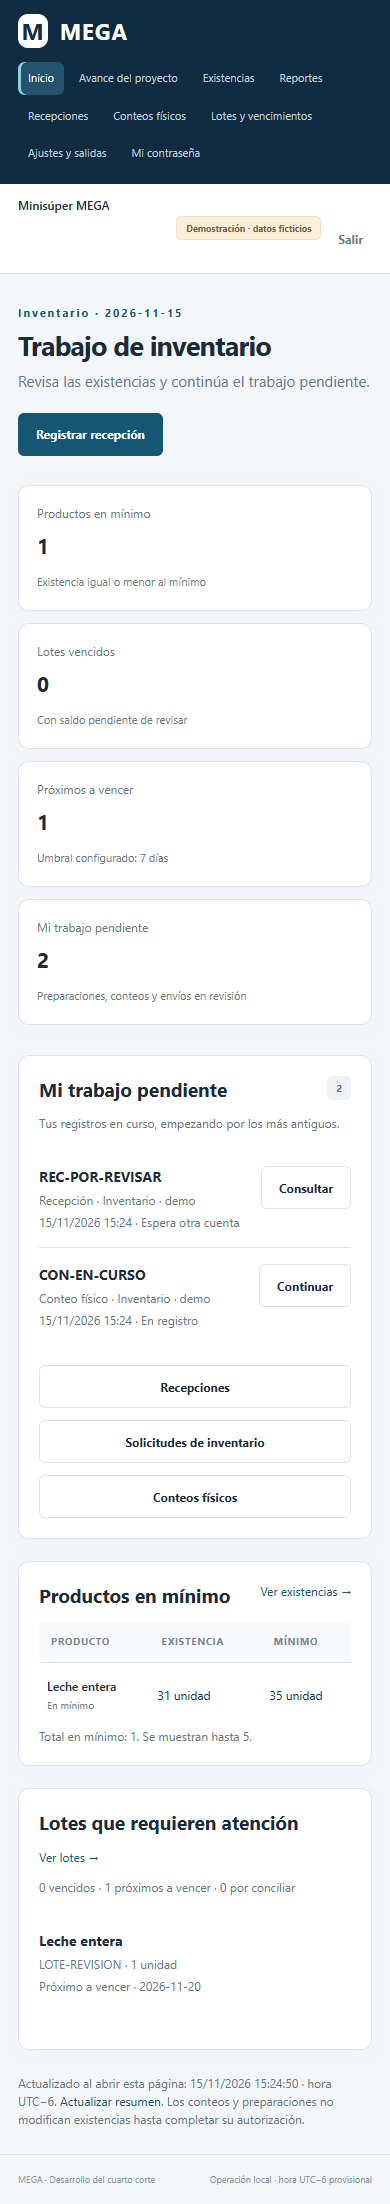 M MEGA
Inicio Avance del proyecto Existencias Reportes
Recepciones Conteos físicos Lotes y vencimientos
Ajustes y salidas Mi contraseña
Minisúper MEGA
Demostración · datos ficticios
Salir
Inventario · 2026-11-15
Trabajo de inventario
Revisa las existencias y continúa el trabajo pendiente.
Registrar recepción
Productos en mínimo
1
Existencia igual o menor al mínimo
Lotes vencidos
0
Con saldo pendiente de revisar
Próximos a vencer
1
Umbral configurado: 7 días
Mi trabajo pendiente
2
Preparaciones, conteos y envíos en revisión
Mi trabajo pendiente 2
Tus registros en curso, empezando por los más antiguos.
REC-POR-REVISAR
Recepción · Inventario · demo
15/11/2026 15:24 · Espera otra cuenta
Consultar
CON-EN-CURSO
Conteo físico · Inventario · demo
15/11/2026 15:24 · En registro
Continuar
Recepciones
Solicitudes de inventario
Conteos físicos
Productos en mínimo Ver existencias →
PRODUCTO EXISTENCIA MÍNIMO
Leche entera
En mínimo
31 unidad 35 unidad
Total en mínimo: 1. Se muestran hasta 5.
Lotes que requieren atención
Ver lotes →
0 vencidos · 1 próximos a vencer · 0 por conciliar
Leche entera
LOTE-REVISION · 1 unidad
Próximo a vencer · 2026-11-20
Actualizado al abrir esta página: 15/11/2026 15:24:50 · hora
UTC−6. Actualizar resumen. Los conteos y preparaciones no
modifican existencias hasta completar su autorización.
MEGA · Desarrollo del cuarto corte Operación local · hora UTC−6 provisional